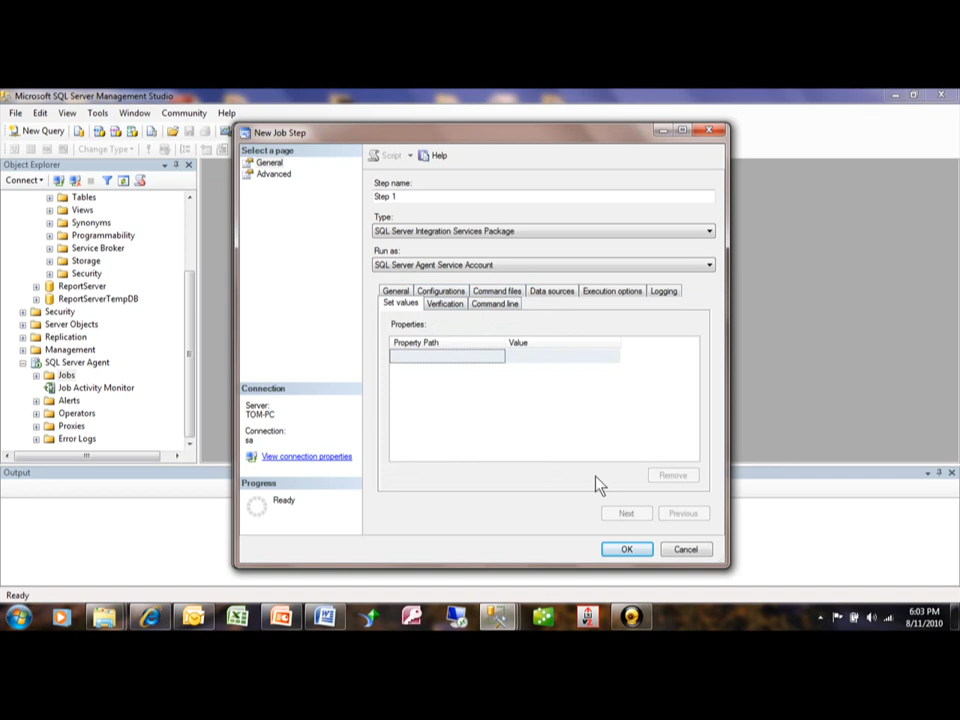 Microsoft SQL Server Management Studio
File Edit View Tools Window Community Help
New Query
Change Type
Object Explorer
Connect
Tables
Views
Synonyms
Programmability
Service Broker
Storage
Security
ReportServer
ReportServerTempDB
Security
Server Objects
Replication
Management
SQL Server Agent
Jobs
Job Activity Monitor
Alerts
Operators
Proxies
Error Logs
Output
Ready
New Job Step
Select a page
General
Advanced
Connection
Server:
TOM-PC
Connection:
sa
View connection properties
Progress
Ready
Script Help
Step name:
Step 1
Type:
SQL Server Integration Services Package
Run as:
SQL Server Agent Service Account
General Configurations Command files Data sources Execution options Logging
Set values Verification Command line
Properties:
Property Path Value
Remove
Next Previous
OK Cancel
6:03 PM
8/11/2010